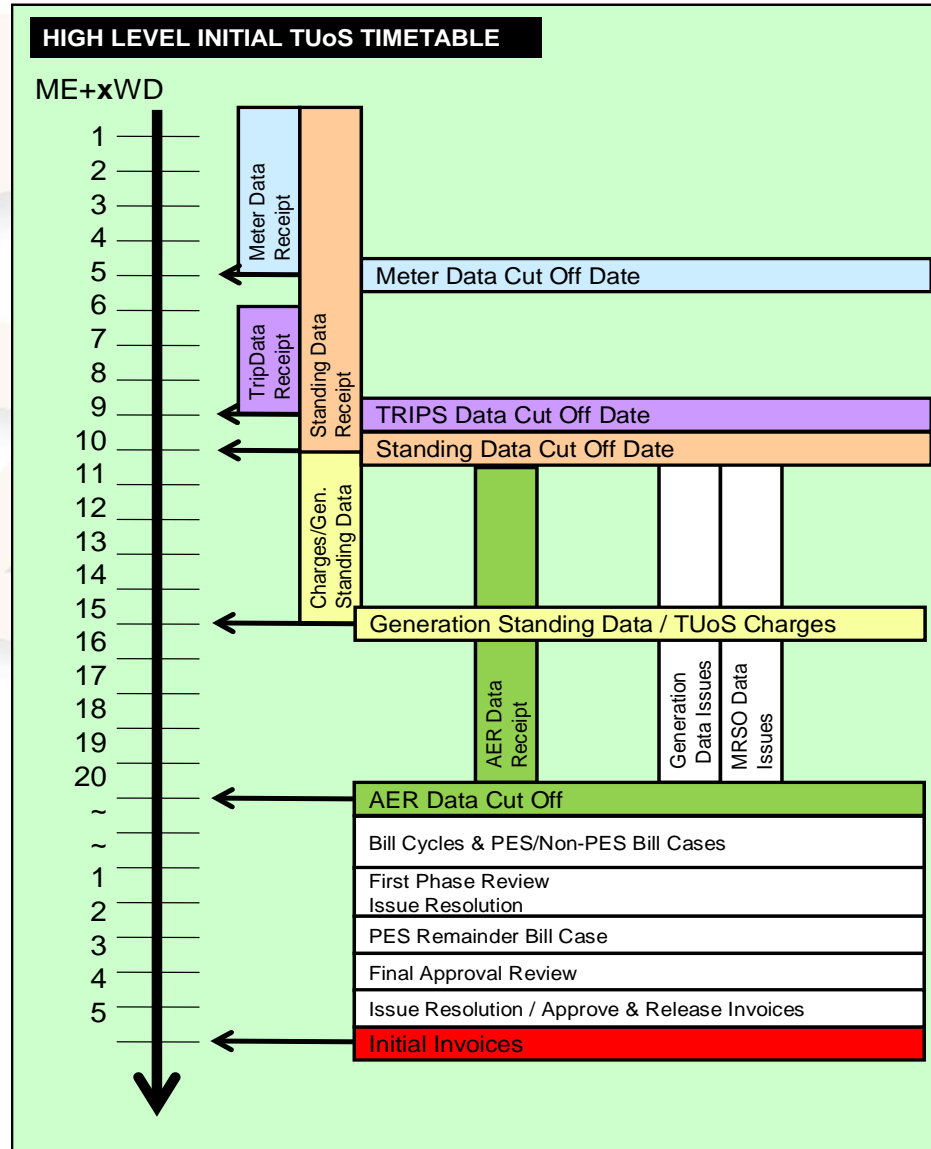 HIGH LEVEL INITIAL TUoS TIMETABLE
ME+xWD
1
2
3
4
5
6
7
8
9
10
11
12
13
14
15
16
17
18
19
20
~
~
1
2
3
4
5
Meter Data
Receipt
TripData
Receipt
Standing Data
Receipt
Charges/Gen.
Standing Data
Meter Data Cut Off Date
TRIPS Data Cut Off Date
Standing Data Cut Off Date
Generation Standing Data / TUoS Charges
AER Data
Receipt
Generation
Data Issues
MRSO Data
Issues
AER Data Cut Off
Bill Cycles & PES/Non-PES Bill Cases
First Phase Review
Issue Resolution
PES Remainder Bill Case
Final Approval Review
Issue Resolution / Approve & Release Invoices
Initial Invoices